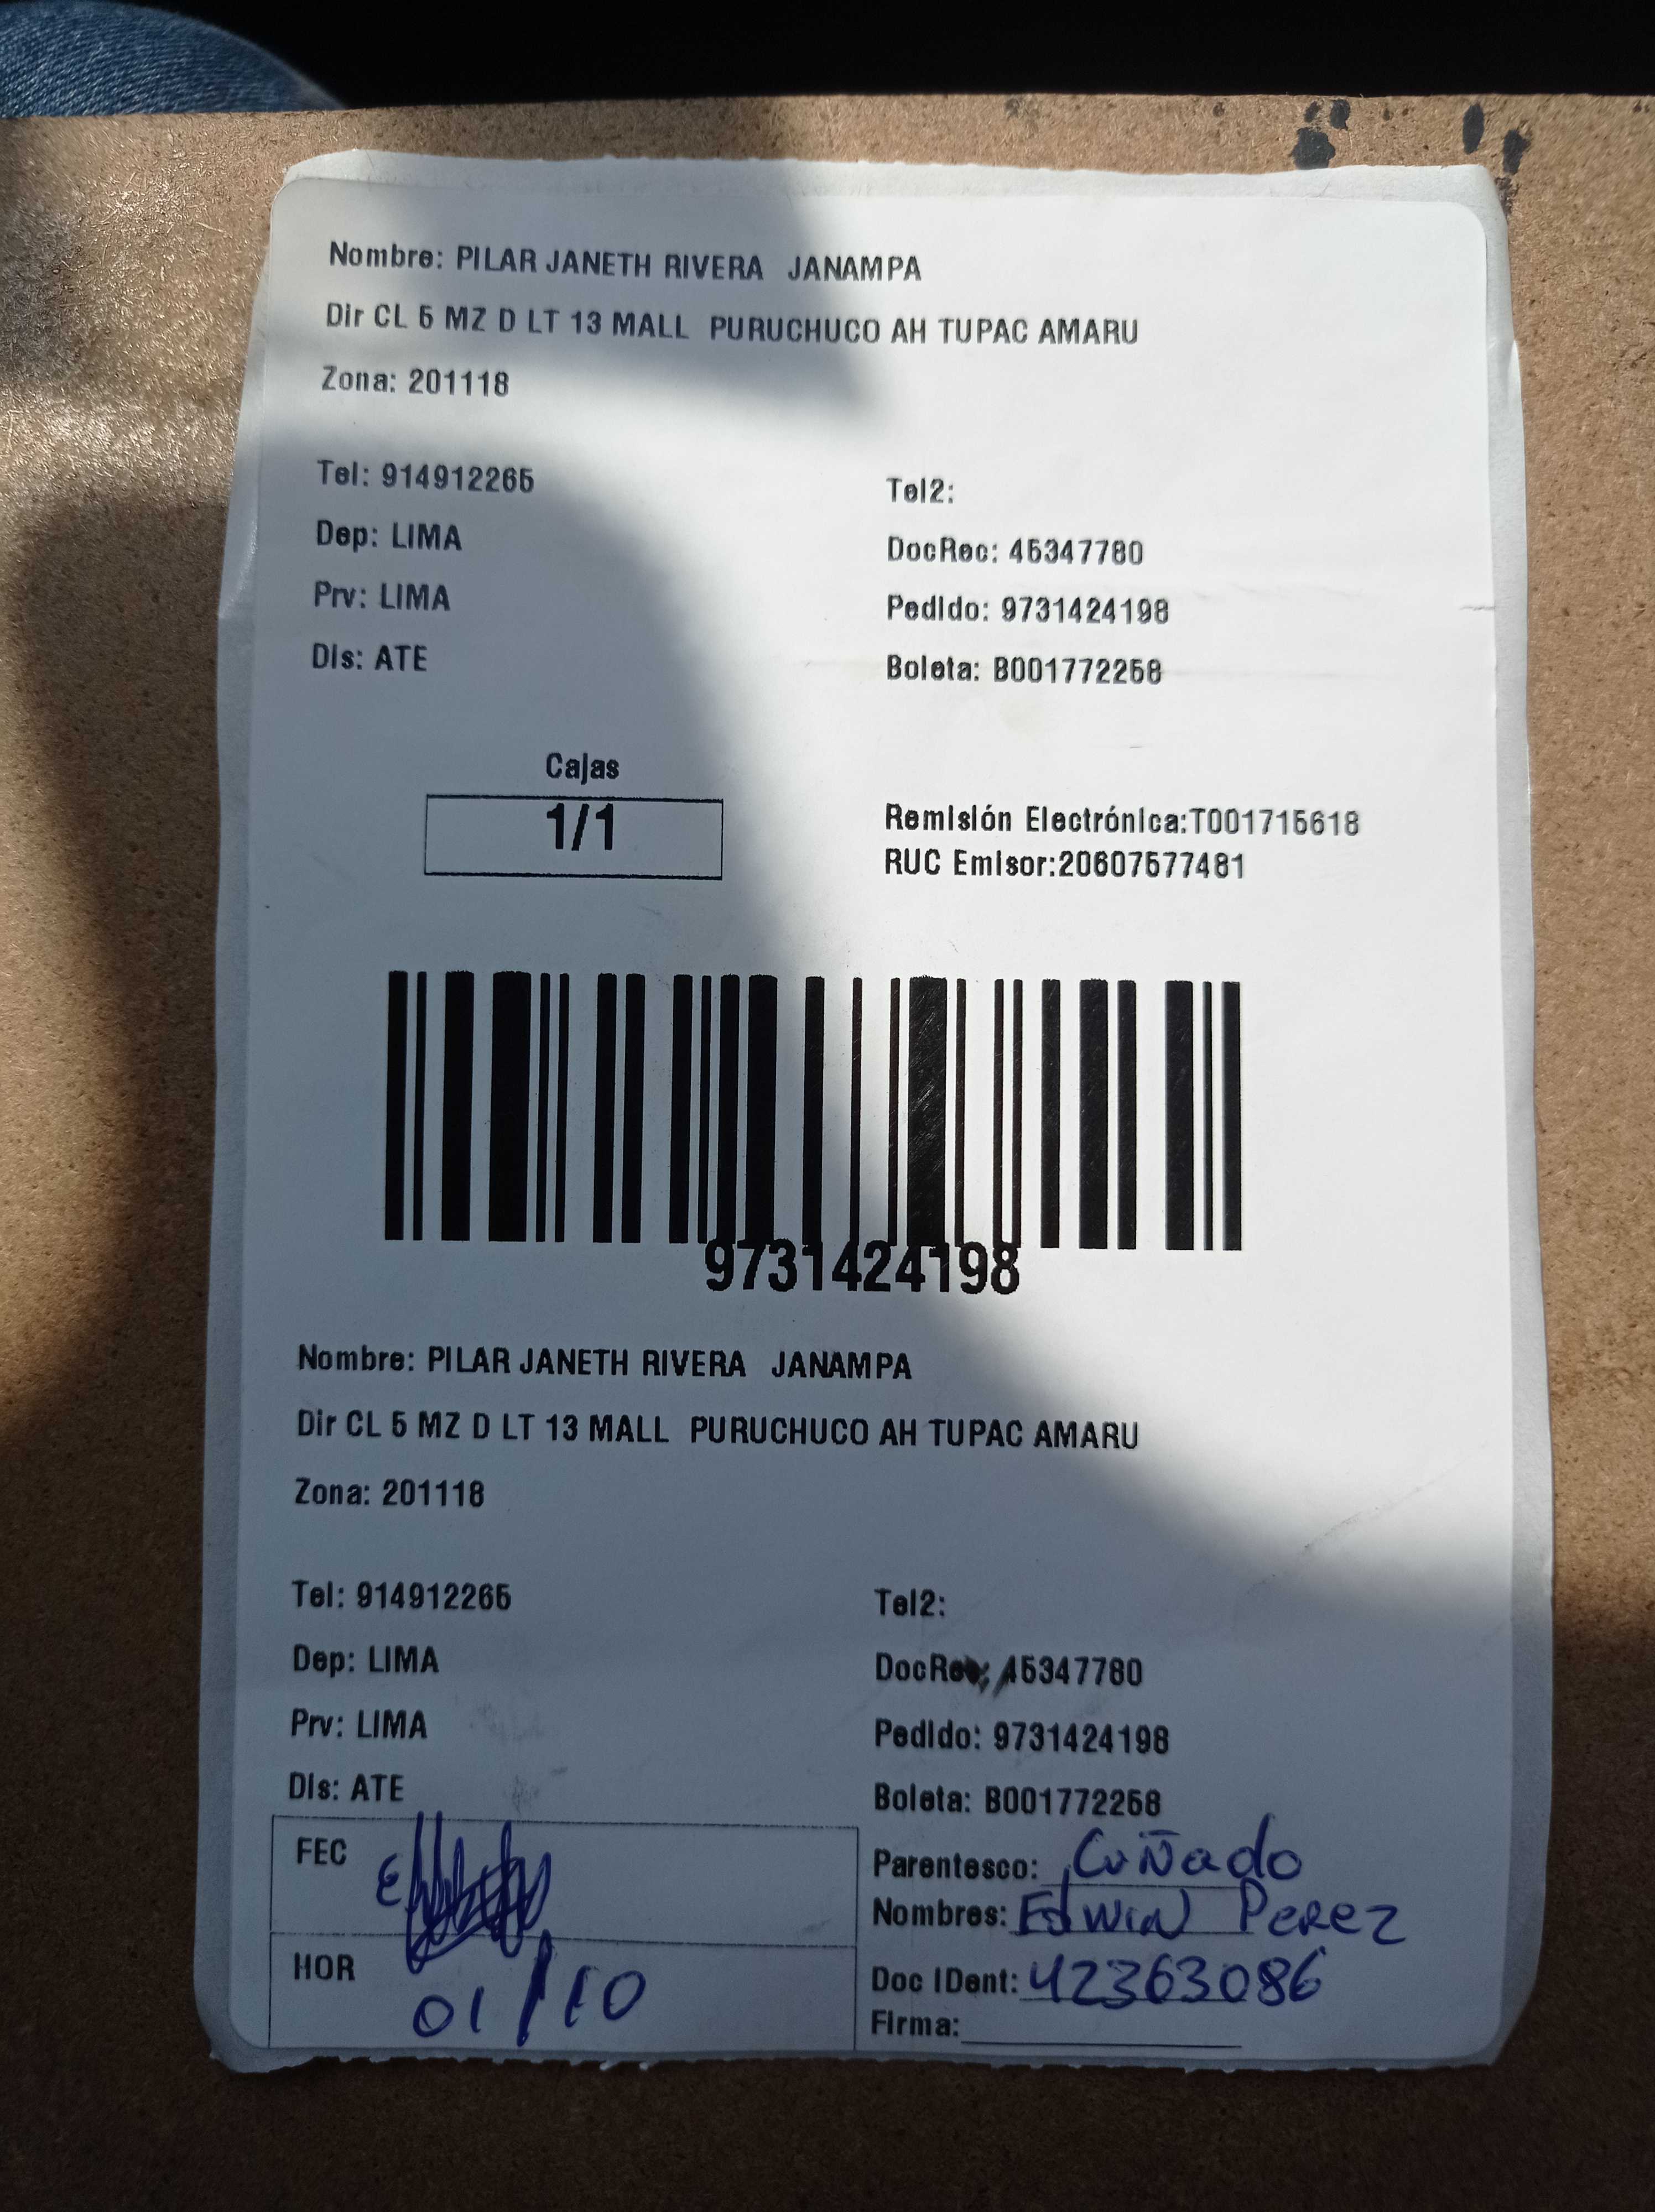 Nombre: PILAR JANETH RIVERA JANAMPA
Dir CL 5 MZ D LT 13 MALL PURUCHUCO AH TUPAC AMARU
Zona: 201118
Tel: 914912265 Tel2:
Dep: LIMA DocRec: 45347780
Prv: LIMA Pedido: 9731424198
Dis: ATE Boleta: B001772258
Cajas
1/1
Remisión Electrónica:T001715618
RUC Emisor:20607577481
9731424198
Nombre: PILAR JANETH RIVERA JANAMPA
Dir CL 5 MZ D LT 13 MALL PURUCHUCO AH TUPAC AMARU
Zona: 201118
Tel: 914912265 Tel2:
Dep: LIMA DocRec: 45347780
Prv: LIMA Pedido: 9731424198
Dis: ATE Boleta: B001772258
FEC Parentesco: Cuñado
Nombres: Edwin Perez
HOR 01/10 Doc IDent: 42363086
Firma: